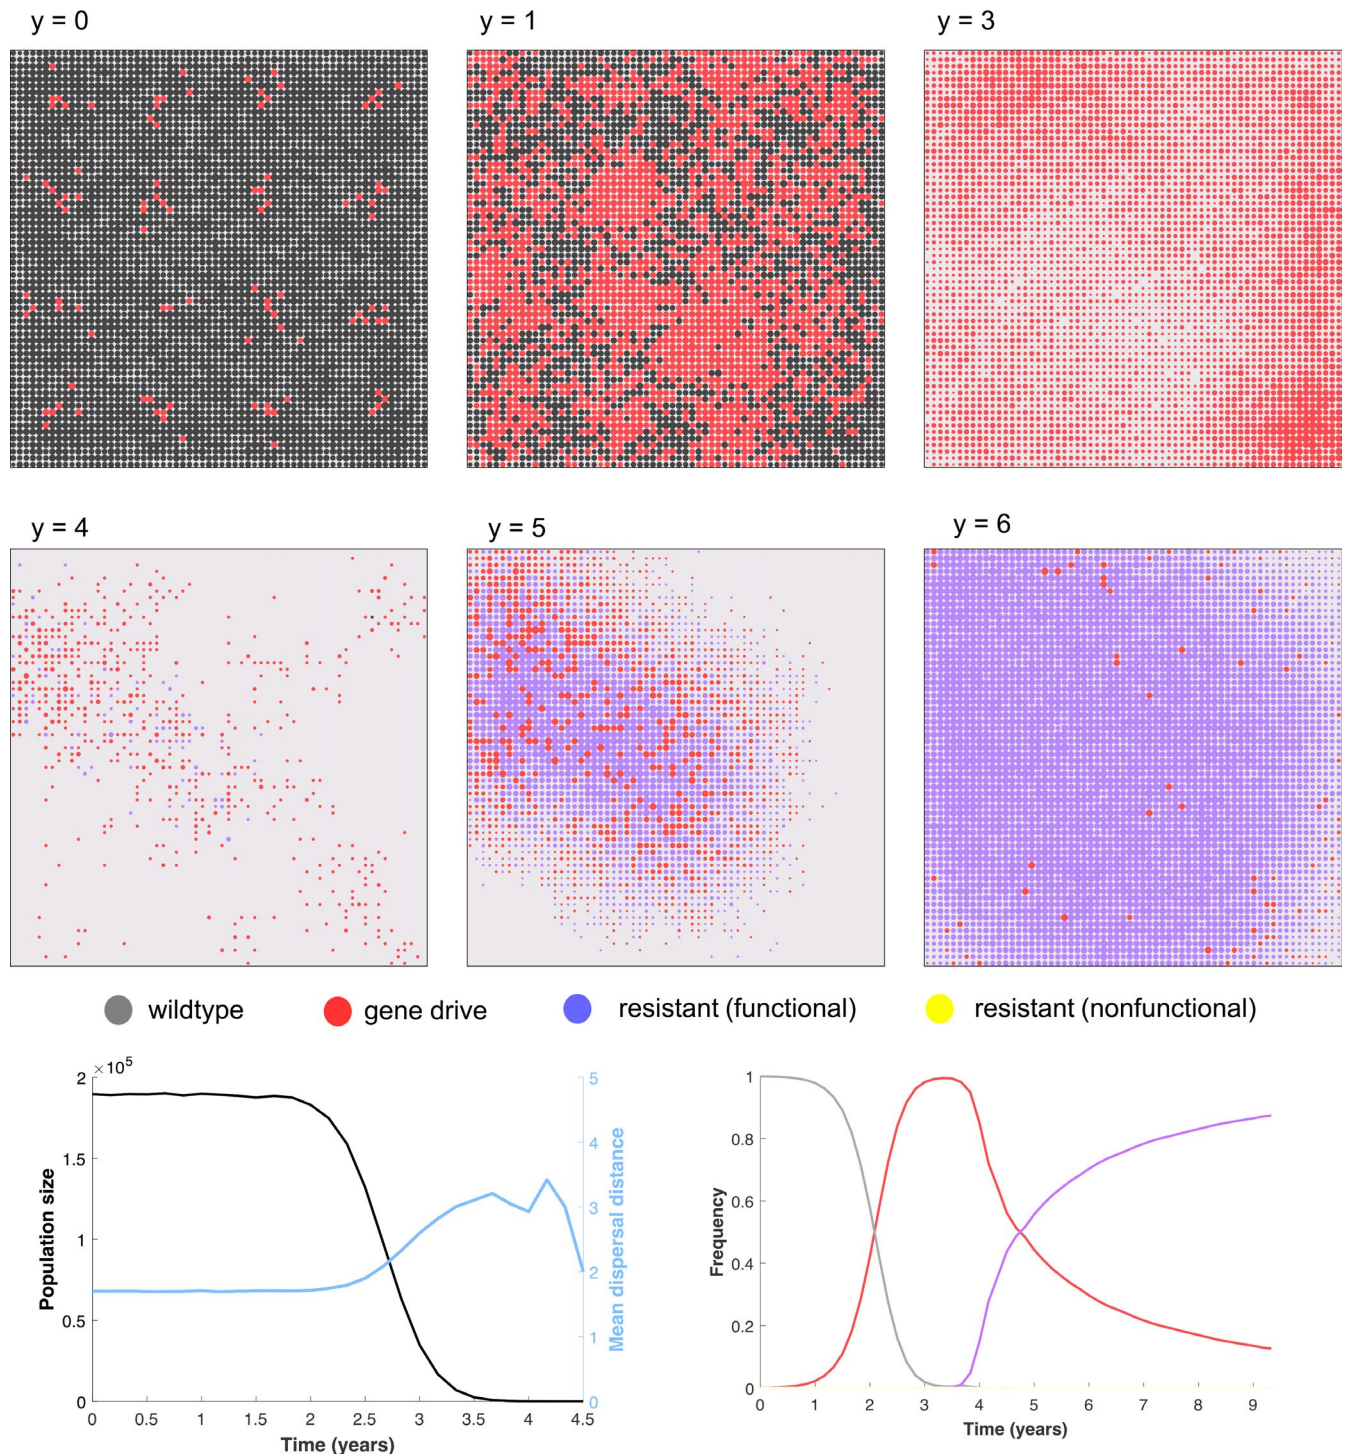 y = 0
y = 1
y = 3
y = 4
y = 5
y = 6
wildtype
gene drive
resistant (functional)
resistant (nonfunctional)
×10⁵
2
1.5
1
0.5
0
Population size
5
4
3
2
1
0
Mean dispersal distance
0 0.5 1 1.5 2 2.5 3 3.5 4 4.5
Time (years)
1
0.8
0.6
0.4
0.2
0
Frequency
0 1 2 3 4 5 6 7 8 9
Time (years)